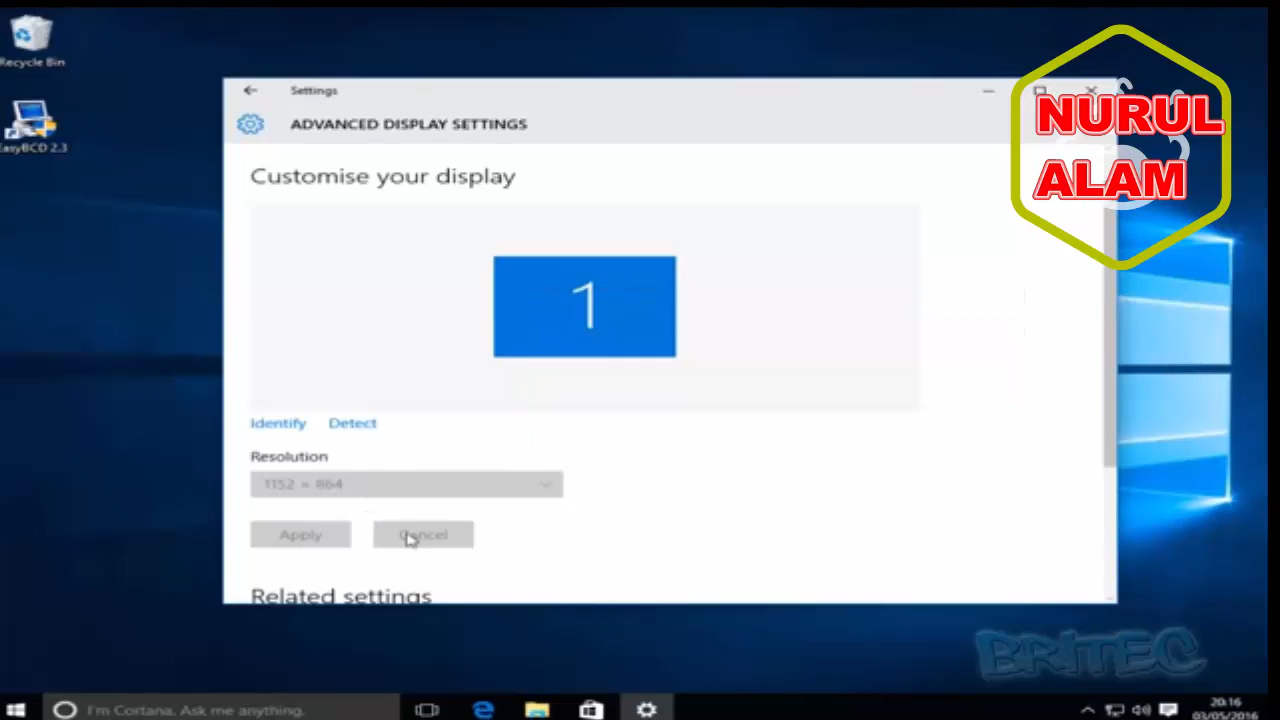 Recycle Bin
EasyBCD 2.3
Settings
ADVANCED DISPLAY SETTINGS
NURUL
ALAM
Customise your display
1
Identify Detect
Resolution
1152 × 864
Apply Cancel
Related settings
BRITEC
I'm Cortana. Ask me anything.
20:16
03/05/2016